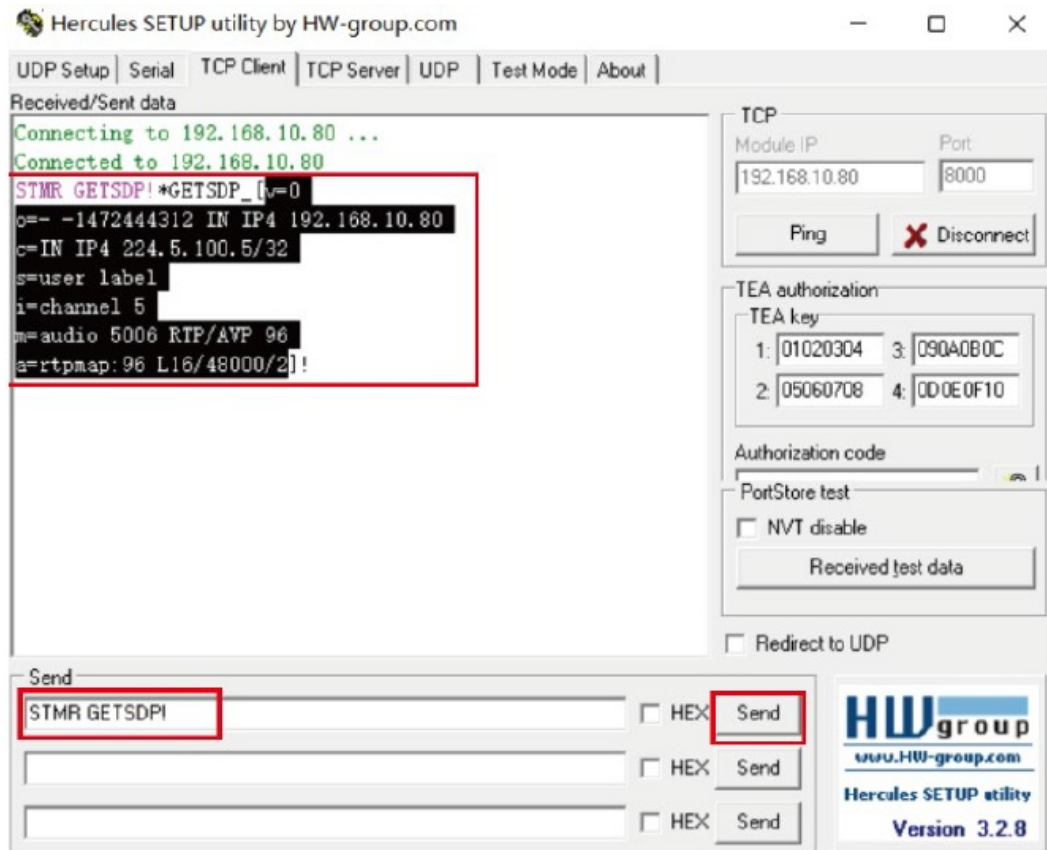 Hercules SETUP utility by HW-group.com
UDP Setup Serial TCP Client TCP Server UDP Test Mode About
Received/Sent data
Connecting to 192.168.10.80 ...
Connected to 192.168.10.80
STMR GETSDP!*GETSDP_[v=0
o=- -1472444312 IN IP4 192.168.10.80
c=IN IP4 224.5.100.5/32
s=user label
i=channel 5
m=audio 5006 RTP/AVP 96
a=rtpmap:96 L16/48000/2]!
TCP
Module IP Port
192.168.10.80 8000
Ping Disconnect
TEA authorization
TEA key
1: 01020304 3: 090A0B0C
2: 05060708 4: 0D0E0F10
Authorization code
PortStore test
NVT disable
Received test data
Redirect to UDP
Send
STMR GETSDP! HEX Send
HEX Send
HEX Send
HW group
www.HW-group.com
Hercules SETUP utility
Version 3.2.8